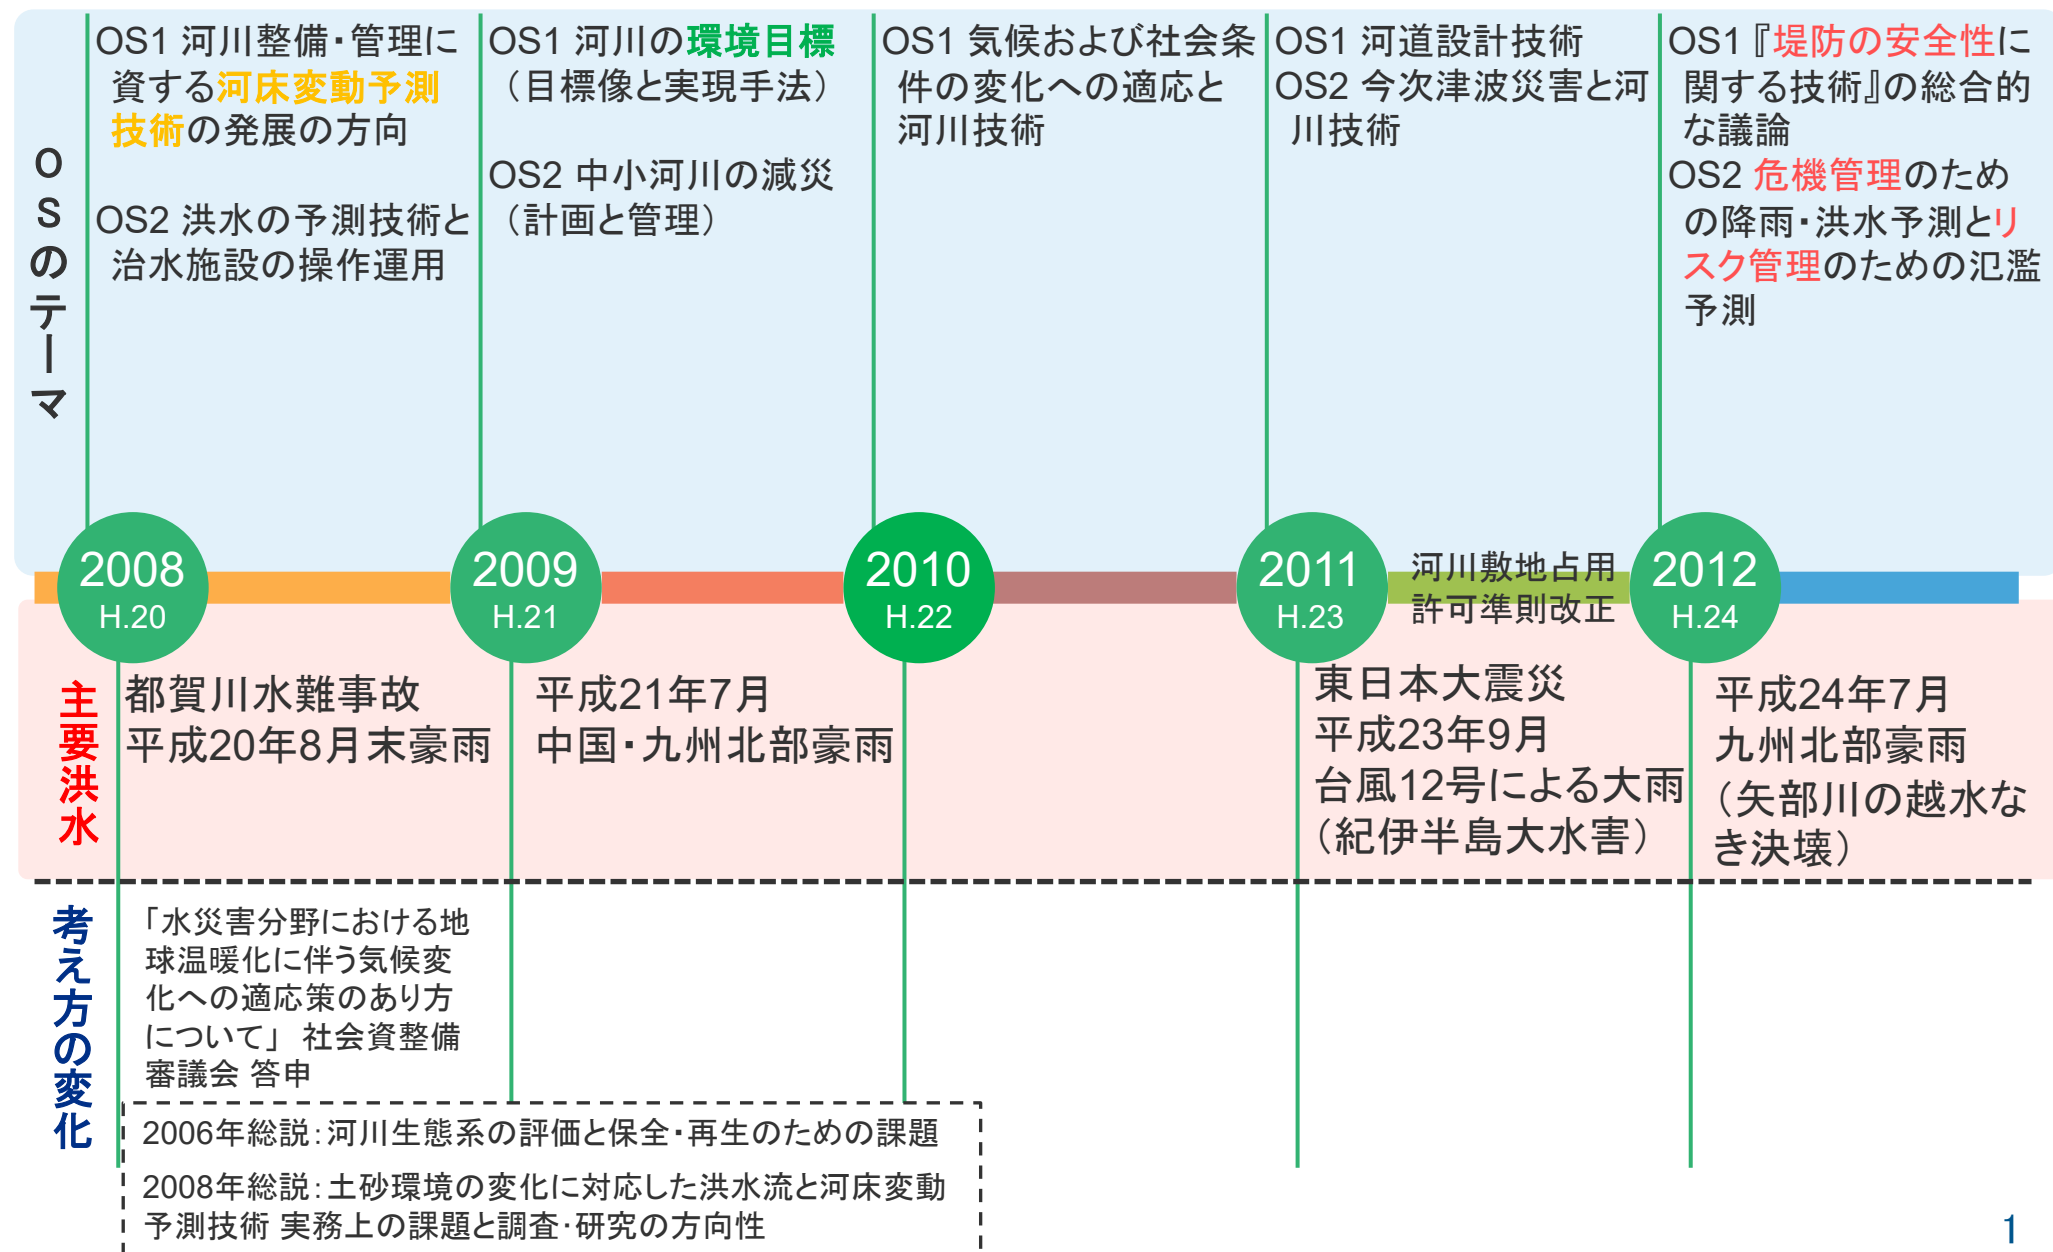 OSのテーマ
OS1 河川整備・管理に
資する河床変動予測
技術の発展の方向
OS2 洪水の予測技術と
治水施設の操作運用
OS1 河川の環境目標
（目標像と実現手法）
OS2 中小河川の減災
（計画と管理）
OS1 気候および社会条
件の変化への適応と
河川技術
OS1 河道設計技術
OS2 今次津波災害と河
川技術
OS1『堤防の安全性に
関する技術』の総合的
な議論
OS2 危機管理のため
の降雨・洪水予測とリ
スク管理のための氾濫
予測
2008
H.20
2009
H.21
2010
H.22
2011
H.23
河川敷地占用
許可準則改正
2012
H.24
主要洪水
都賀川水難事故
平成20年8月末豪雨
平成21年7月
中国・九州北部豪雨
東日本大震災
平成23年9月
台風12号による大雨
（紀伊半島大水害）
平成24年7月
九州北部豪雨
（矢部川の越水な
き決壊）
考え方の変化
「水災害分野における地
球温暖化に伴う気候変
化への適応策のあり方
について」 社会資整備
審議会 答申
2006年総説：河川生態系の評価と保全・再生のための課題
2008年総説：土砂環境の変化に対応した洪水流と河床変動
予測技術 実務上の課題と調査・研究の方向性
1